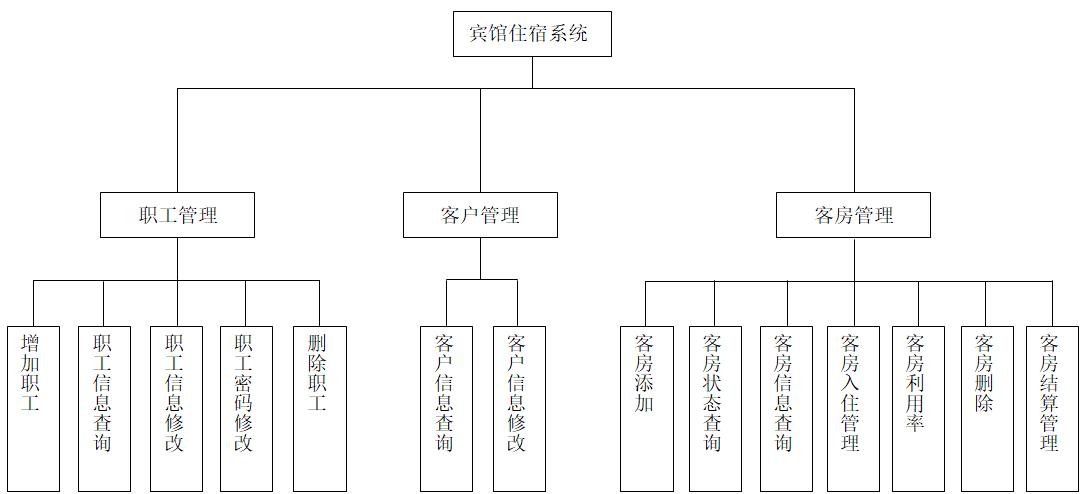 宾馆住宿系统
职工管理
客户管理
客房管理
增加职工
职工信息查询
职工信息修改
职工密码修改
删除职工
客户信息查询
客户信息修改
客房添加
客房状态查询
客房信息查询
客房入住管理
客房利用率
客房删除
客房结算管理